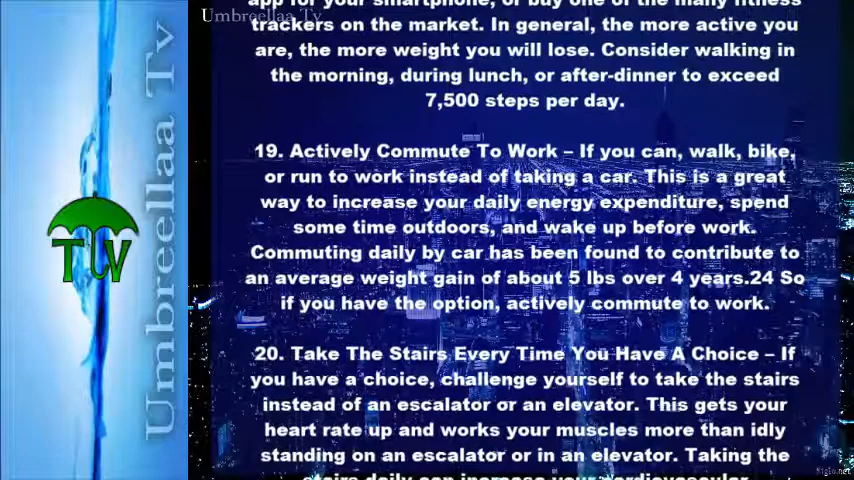 Umbreellaa Tv
TV
Umbreellaa Tv
app for your smartphone, or buy one of the many fitness
trackers on the market. In general, the more active you
are, the more weight you will lose. Consider walking in
the morning, during lunch, or after-dinner to exceed
7,500 steps per day.
19. Actively Commute To Work – If you can, walk, bike,
or run to work instead of taking a car. This is a great
way to increase your daily energy expenditure, spend
some time outdoors, and wake up before work.
Commuting daily by car has been found to contribute to
an average weight gain of about 5 lbs over 4 years.24 So
if you have the option, actively commute to work.
20. Take The Stairs Every Time You Have A Choice – If
you have a choice, challenge yourself to take the stairs
instead of an escalator or an elevator. This gets your
heart rate up and works your muscles more than idly
standing on an escalator or in an elevator. Taking the
stairs daily can increase your cardiovascular